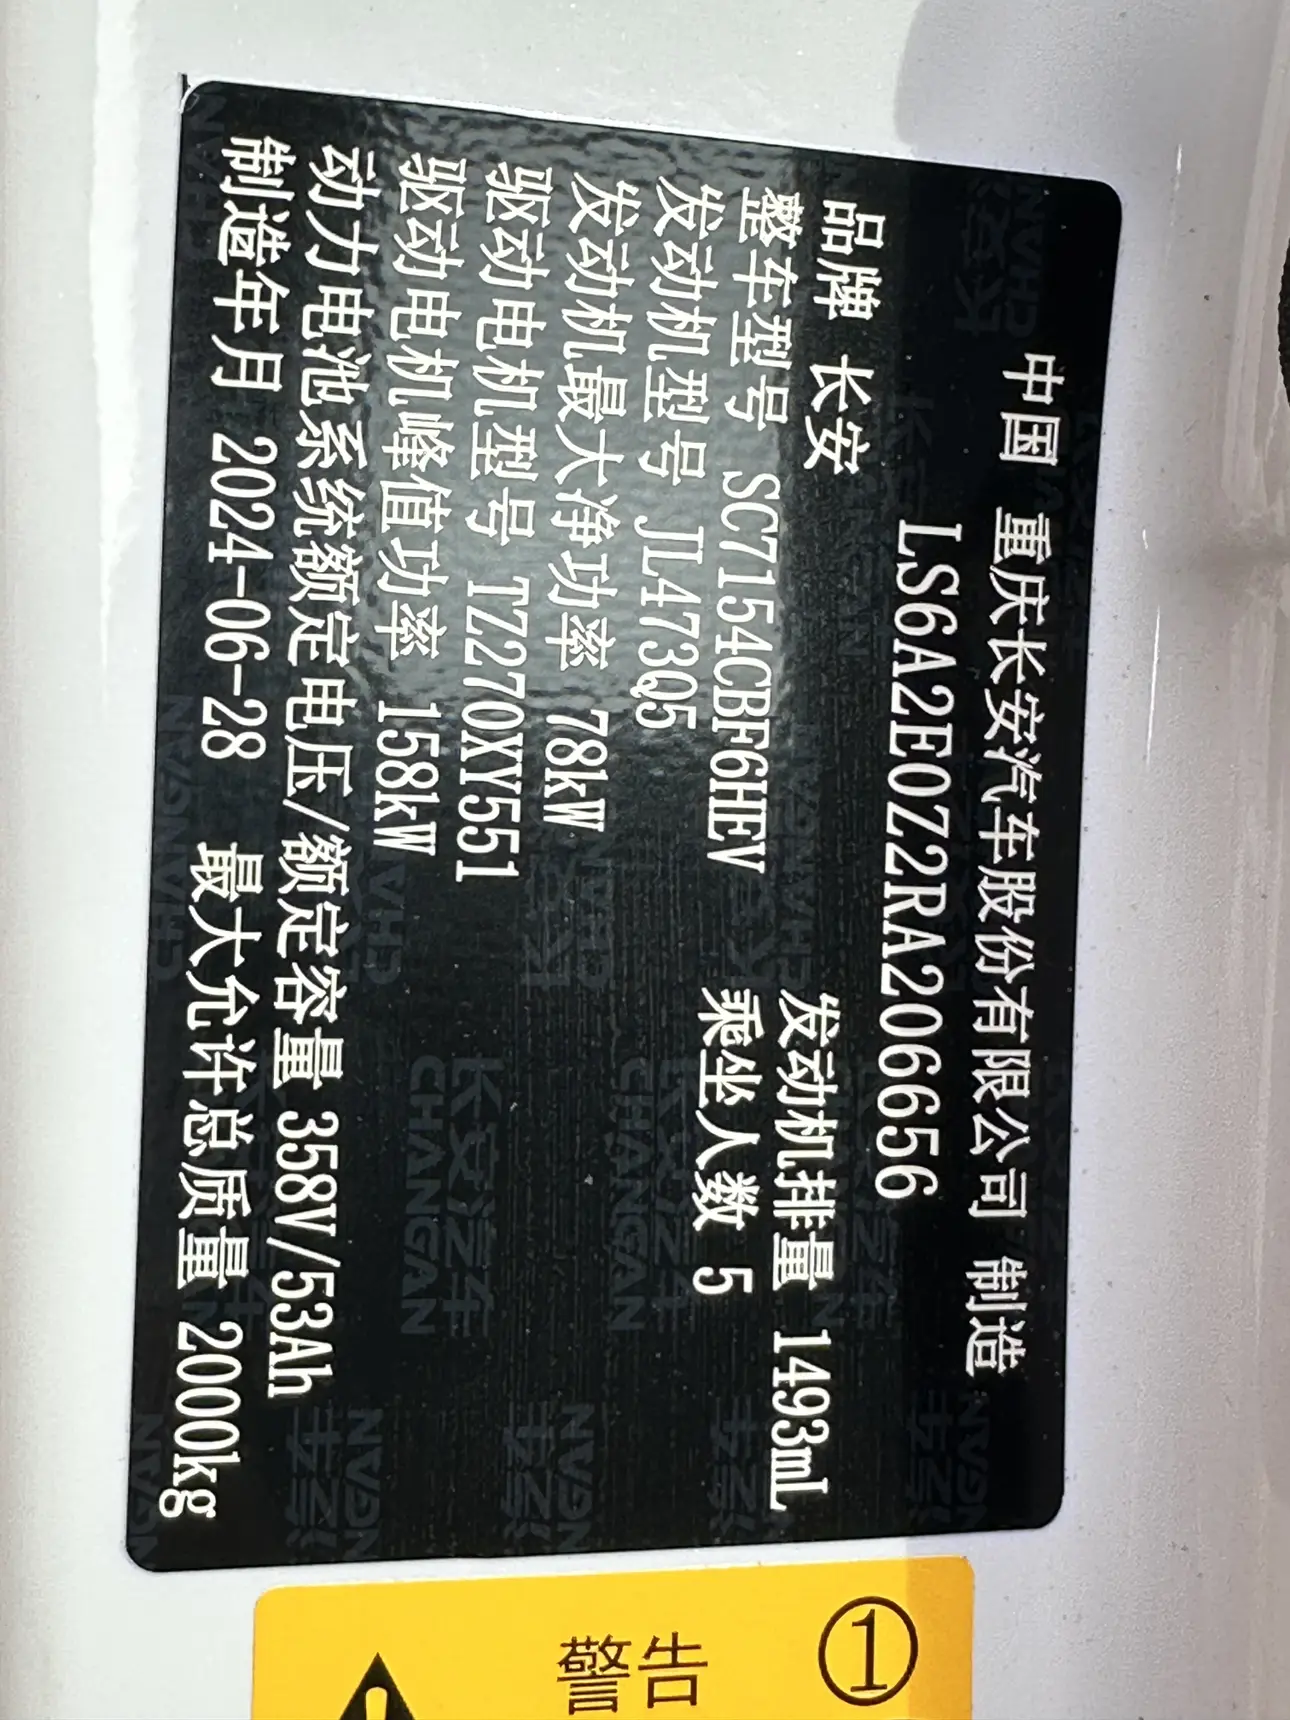 中国 重庆长安汽车股份有限公司 制造
LS6A2E0Z2RA206656
品牌 长安 发动机排量 1493mL
整车型号 SC7154CBF6HEV 乘坐人数 5
发动机型号 JL473Q5
发动机最大净功率 78kW
驱动电机型号 TZ270XY551
驱动电机峰值功率 158kW
动力电池系统额定电压/额定容量 358V/53Ah
制造年月 2024-06-28 最大允许总质量 2000kg
长安汽车
CHANGAN
①
警告